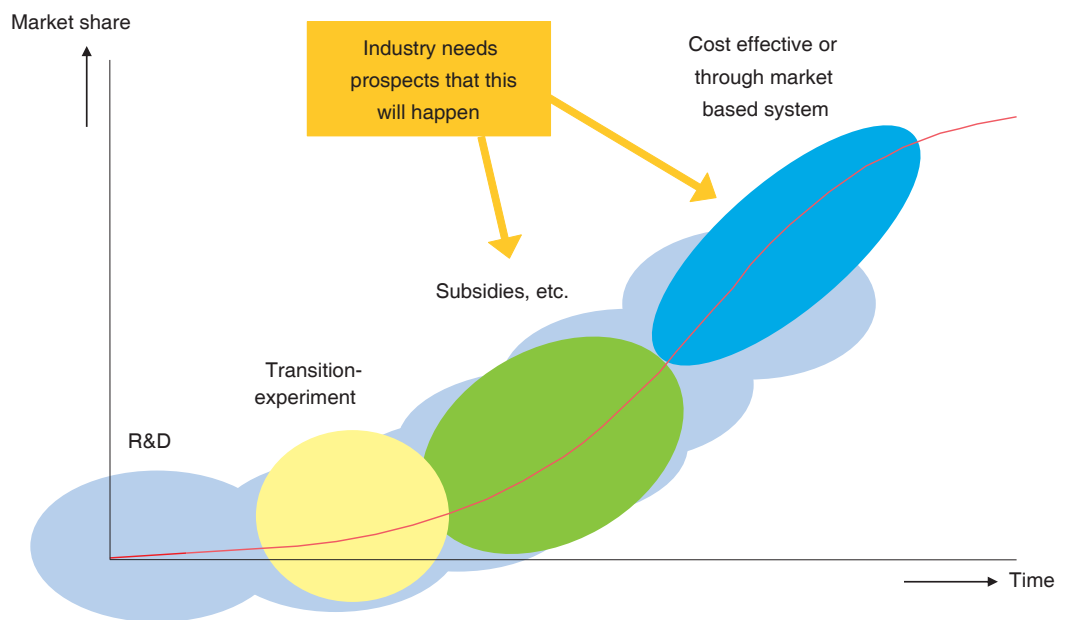 Market share
Industry needs
prospects that this
will happen
Cost effective or
through market
based system
Subsidies, etc.
Transition-
experiment
R&D
Time